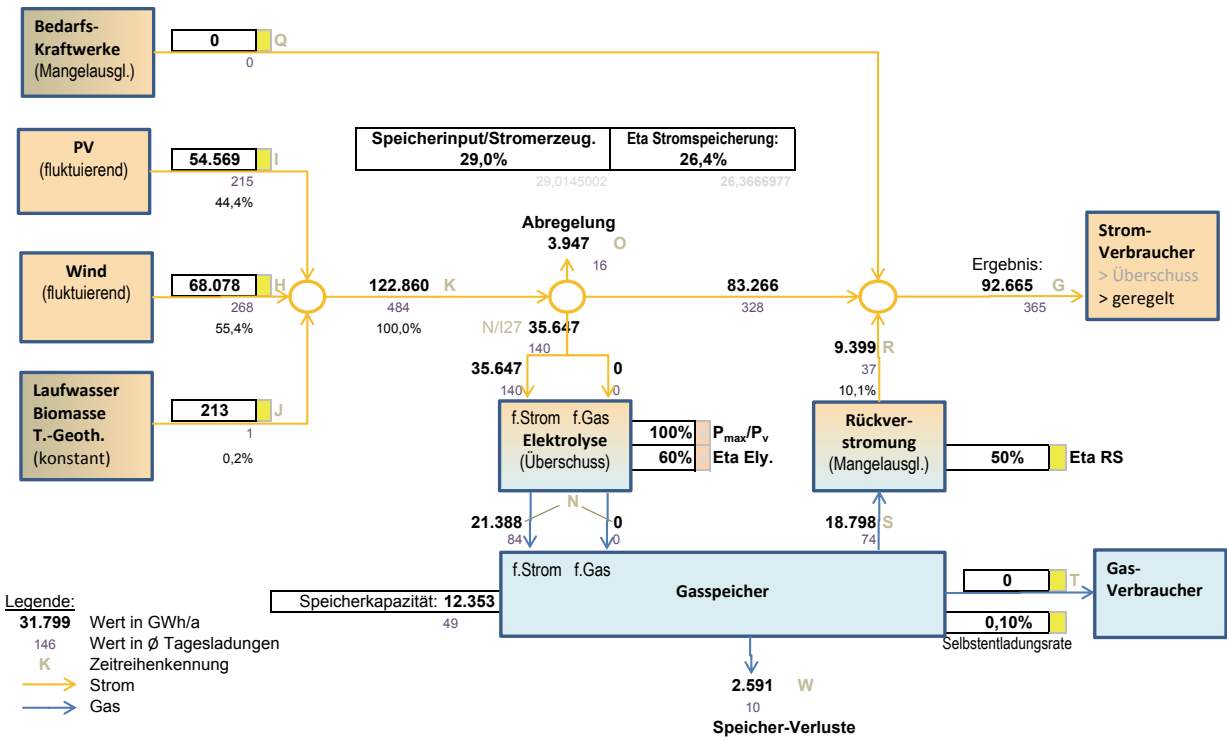 Bedarfs-
Kraftwerke
(Mangelausgl.)
0 Q
0
PV
(fluktuierend)
54.569 I
215
44,4%
Speicherinput/Stromerzeug. Eta Stromspeicherung:
29,0% 26,4%
29,0145002 26,3666977
Wind
(fluktuierend)
68.078 H
268
55,4%
122.860 K
484
100,0%
Abregelung
3.947 O
16
83.266
328
Ergebnis:
92.665 G
365
Strom-
Verbraucher
> Überschuss
> geregelt
Laufwasser
Biomasse
T.-Geoth.
(konstant)
213 J
1
0,2%
N/I27 35.647
140
35.647 0
140 0
9.399 R
37
10,1%
f.Strom f.Gas
Elektrolyse
(Überschuss)
100% Pmax/Pv
60% Eta Ely.
Rückver-
stromung
(Mangelausgl.)
50% Eta RS
N
21.388 0
84 0
18.798 S
74
f.Strom f.Gas
Gasspeicher
Speicherkapazität: 12.353
49
0 T
0,10%
Selbstentladungsrate
Gas-
Verbraucher
2.591 W
10
Speicher-Verluste
Legende:
31.799 Wert in GWh/a
146 Wert in Ø Tagesladungen
K Zeitreihenkennung
Strom
Gas